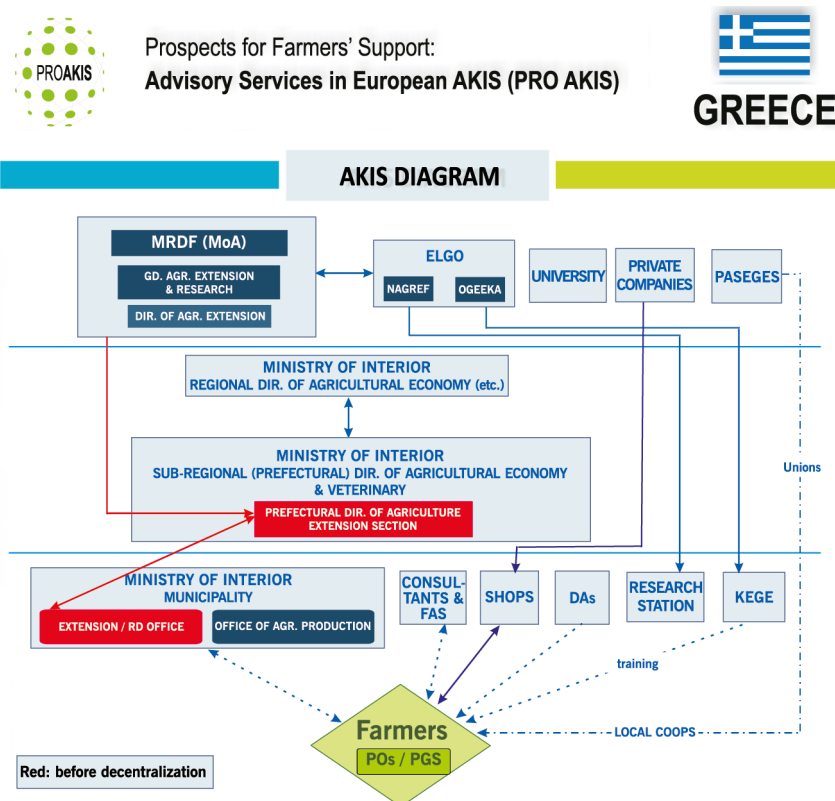 PROAKIS
Prospects for Farmers' Support:
Advisory Services in European AKIS (PRO AKIS)
GREECE
AKIS DIAGRAM
MRDF (MoA)
GD. AGR. EXTENSION
& RESEARCH
DIR. OF AGR. EXTENSION
ELGO
NAGREF
OGEEKA
UNIVERSITY
PRIVATE
COMPANIES
PASEGES
MINISTRY OF INTERIOR
REGIONAL DIR. OF AGRICULTURAL ECONOMY (etc.)
MINISTRY OF INTERIOR
SUB-REGIONAL (PREFECTURAL) DIR. OF AGRICULTURAL ECONOMY
& VETERINARY
PREFECTURAL DIR. OF AGRICULTURE
EXTENSION SECTION
Unions
MINISTRY OF INTERIOR
MUNICIPALITY
EXTENSION / RD OFFICE
OFFICE OF AGR. PRODUCTION
CONSUL-
TANTS &
FAS
SHOPS
DAs
RESEARCH
STATION
KEGE
training
LOCAL COOPS
Farmers
POs / PGS
Red: before decentralization